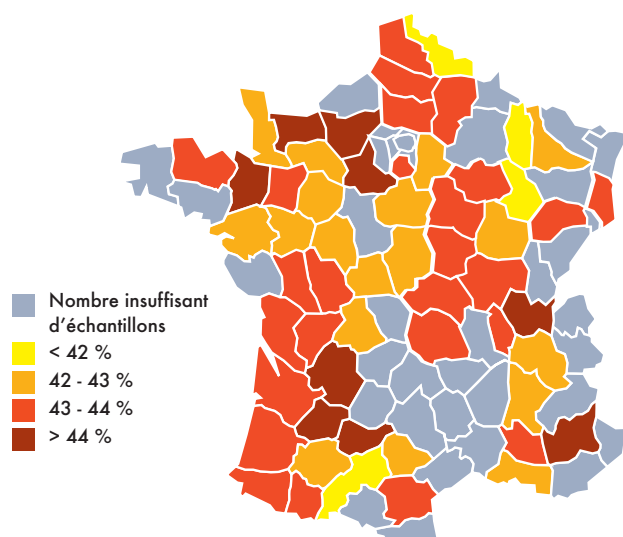 Nombre insuffisant
d'échantillons
< 42 %
42 - 43 %
43 - 44 %
> 44 %